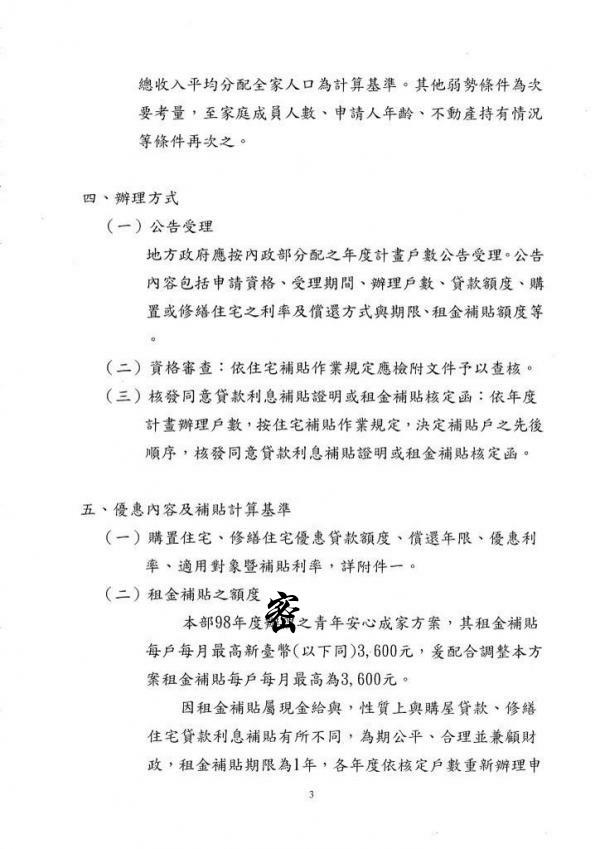 總收入平均分配全家人口為計算基準。其他弱勢條件為次
要考量，至家庭成員人數、申請人年齡、不動產持有情況
等條件再次之。
四、辦理方式
（一）公告受理
地方政府應按內政部分配之年度計畫戶數公告受理。公告
內容包括申請資格、受理期間、辦理戶數、貸款額度、購
置或修繕住宅之利率及償還方式與期限、租金補貼額度等
。
（二）資格審查：依住宅補貼作業規定應檢附文件予以查核。
（三）核發同意貸款利息補貼證明或租金補貼核定函：依年度
計畫辦理戶數，按住宅補貼作業規定，決定補貼戶之先後
順序，核發同意貸款利息補貼證明或租金補貼核定函。
五、優惠內容及補貼計算基準
（一）購置住宅、修繕住宅優惠貸款額度、償還年限、優惠利
率、適用對象暨補貼利率，詳附件一。
（二）租金補貼之額度
密
本部98年度之青年安心成家方案，其租金補貼
每戶每月最高新臺幣(以下同)3,600元，爰配合調整本方
案租金補貼每戶每月最高為3,600元。
因租金補貼屬現金給與，性質上與購屋貸款、修繕
住宅貸款利息補貼有所不同，為期公平、合理並兼顧財
政，租金補貼期限為1年，各年度依核定戶數重新辦理申
3